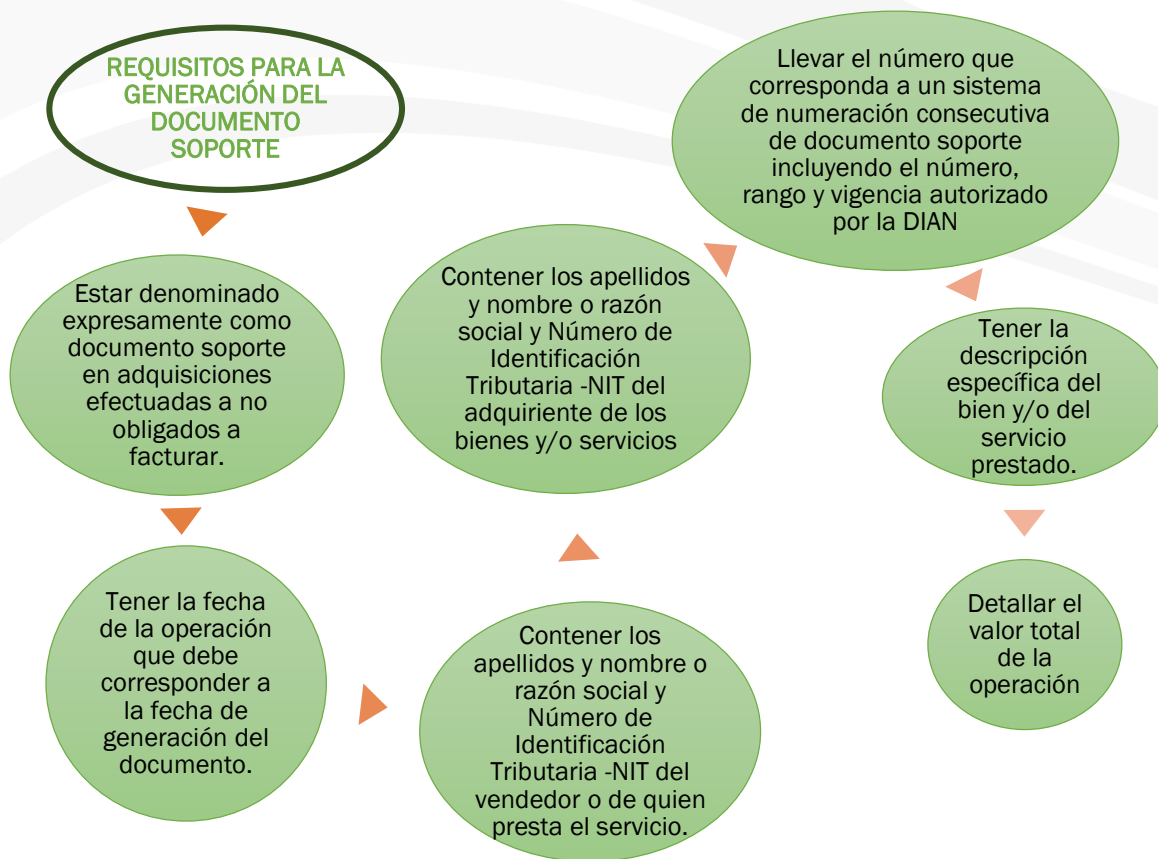 REQUISITOS PARA LA
GENERACIÓN DEL
DOCUMENTO
SOPORTE
Estar denominado
expresamente como
documento soporte
en adquisiciones
efectuadas a no
obligados a
facturar.
Tener la fecha
de la operación
que debe
corresponder a
la fecha de
generación del
documento.
Contener los
apellidos y nombre o
razón social y
Número de
Identificación
Tributaria -NIT del
vendedor o de quien
presta el servicio.
Contener los apellidos
y nombre o razón
social y Número de
Identificación
Tributaria -NIT del
adquiriente de los
bienes y/o servicios
Llevar el número que
corresponda a un sistema
de numeración consecutiva
de documento soporte
incluyendo el número,
rango y vigencia autorizado
por la DIAN
Tener la
descripción
específica del
bien y/o del
servicio
prestado.
Detallar el
valor total
de la
operación